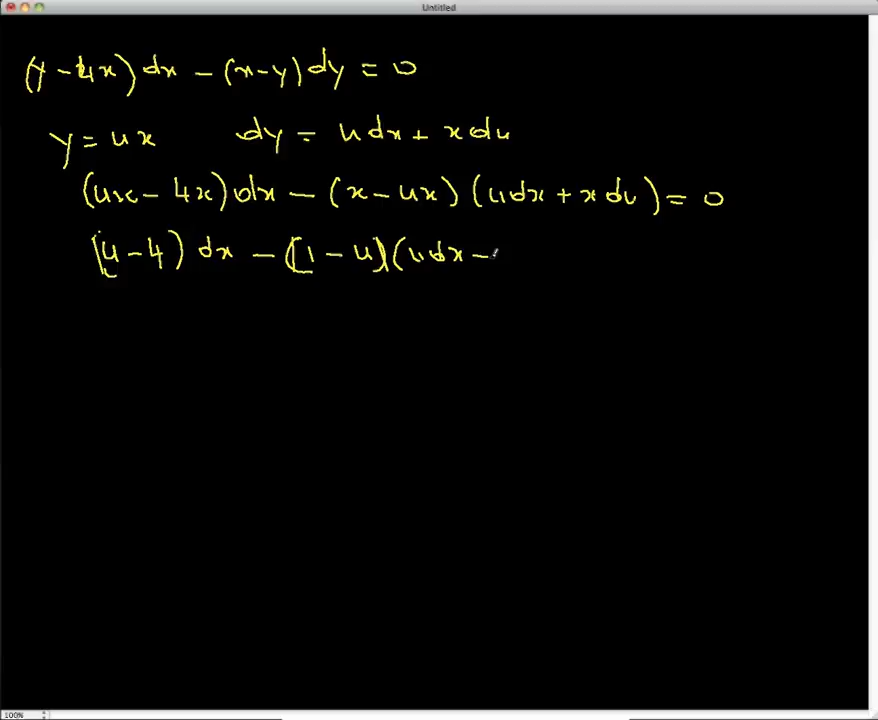 Untitled
(y - 4x) dx - (x - y) dy = 0
y = ux dy = u dx + x du
(ux - 4x) dx - (x - ux) (u dx + x du) = 0
(u - 4) dx - (1 - u) (u dx -
100%